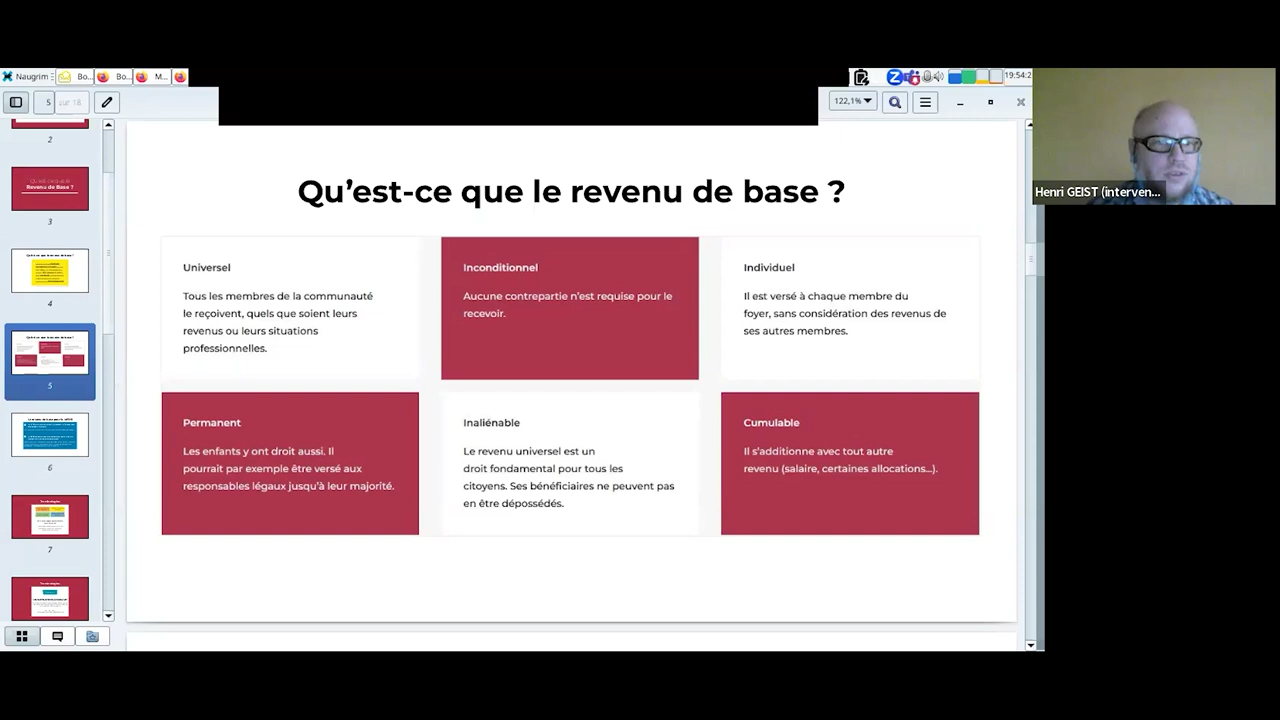 Naugrim
Bo...
Bo...
M...
19:54:2
5 sur 18
122,1%
2
Revenu de Base ?
3
4
5
6
7
Qu'est-ce que le revenu de base ?
Universel
Tous les membres de la communauté
le reçoivent, quels que soient leurs
revenus ou leurs situations
professionnelles.
Inconditionnel
Aucune contrepartie n'est requise pour le
recevoir.
Individuel
Il est versé à chaque membre du
foyer, sans considération des revenus de
ses autres membres.
Permanent
Les enfants y ont droit aussi. Il
pourrait par exemple être versé aux
responsables légaux jusqu'à leur majorité.
Inaliénable
Le revenu universel est un
droit fondamental pour tous les
citoyens. Ses bénéficiaires ne peuvent pas
en être dépossédés.
Cumulable
Il s'additionne avec tout autre
revenu (salaire, certaines allocations...).
Henri GEIST (interven...